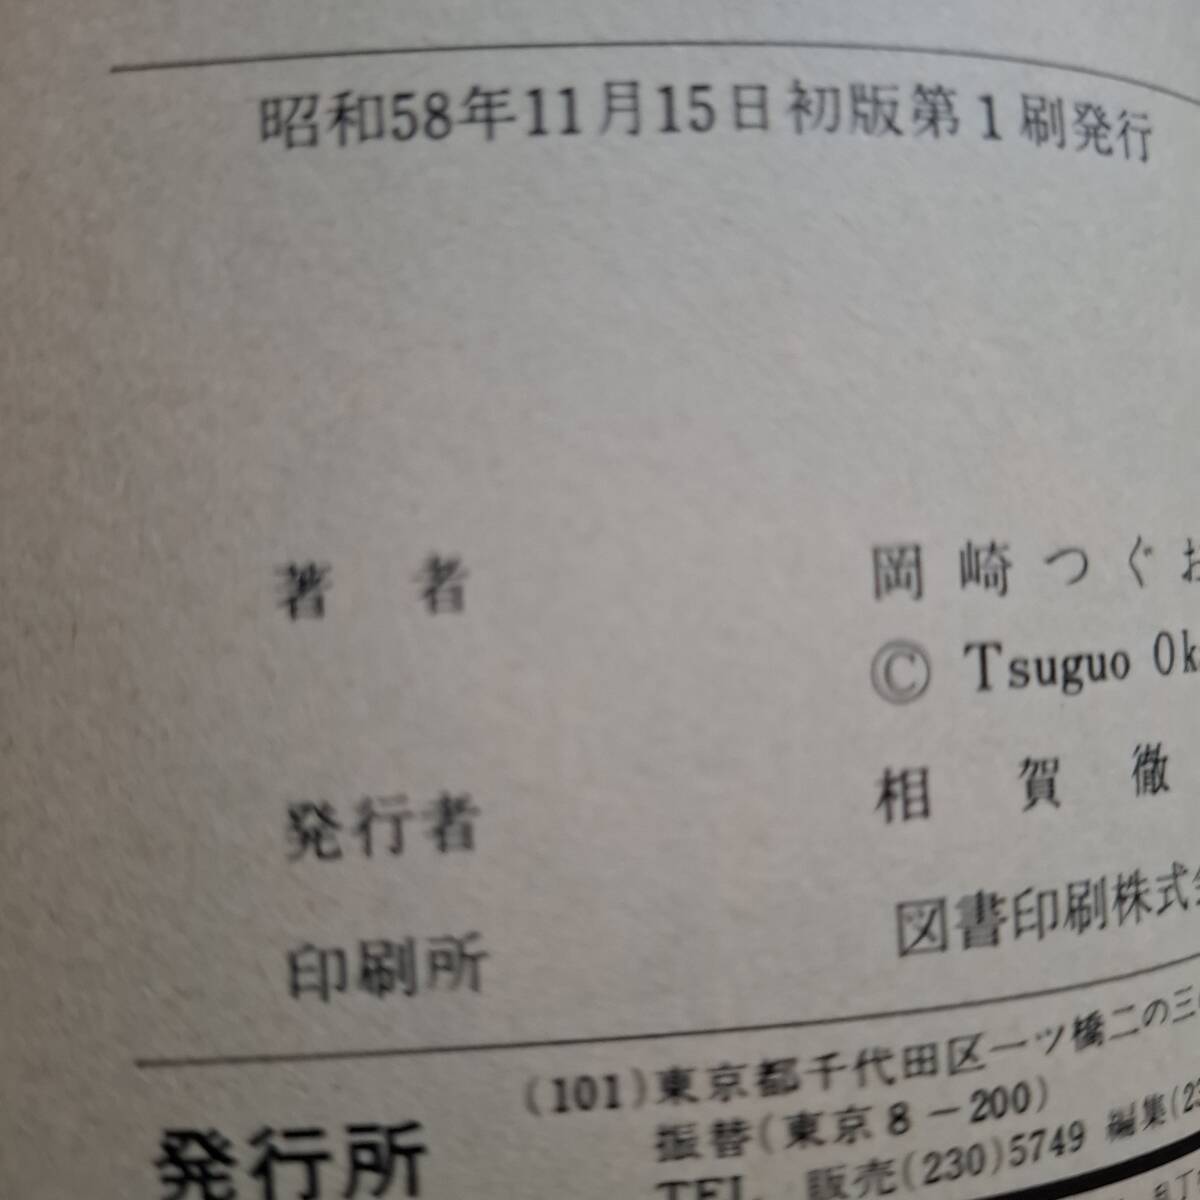 昭和58年11月15日初版第1刷発行
著者 岡崎つぐお
© Tsuguo Ok
発行者 相賀徹
印刷所 図書印刷株式会
(101)東京都千代田区一ツ橋二の三
振替(東京8-200)
発行所 TEL 販売(230)5749 編集(23